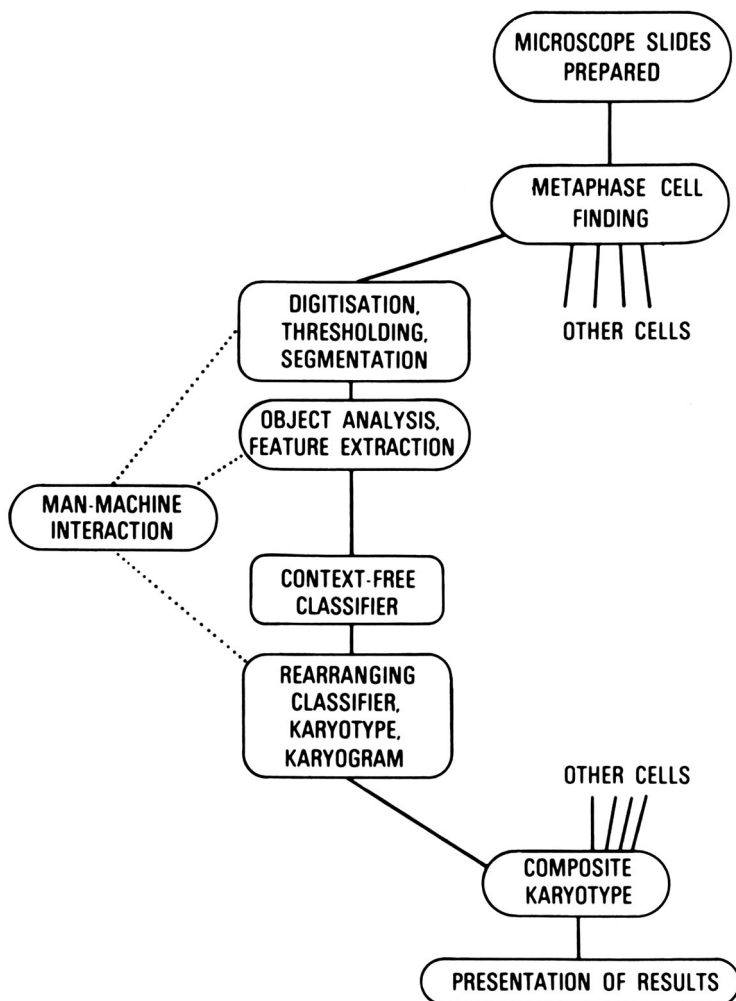 MICROSCOPE SLIDES
PREPARED
METAPHASE CELL
FINDING
OTHER CELLS
DIGITISATION,
THRESHOLDING,
SEGMENTATION
OBJECT ANALYSIS,
FEATURE EXTRACTION
MAN-MACHINE
INTERACTION
CONTEXT-FREE
CLASSIFIER
REARRANGING
CLASSIFIER,
KARYOTYPE,
KARYOGRAM
OTHER CELLS
COMPOSITE
KARYOTYPE
PRESENTATION OF RESULTS